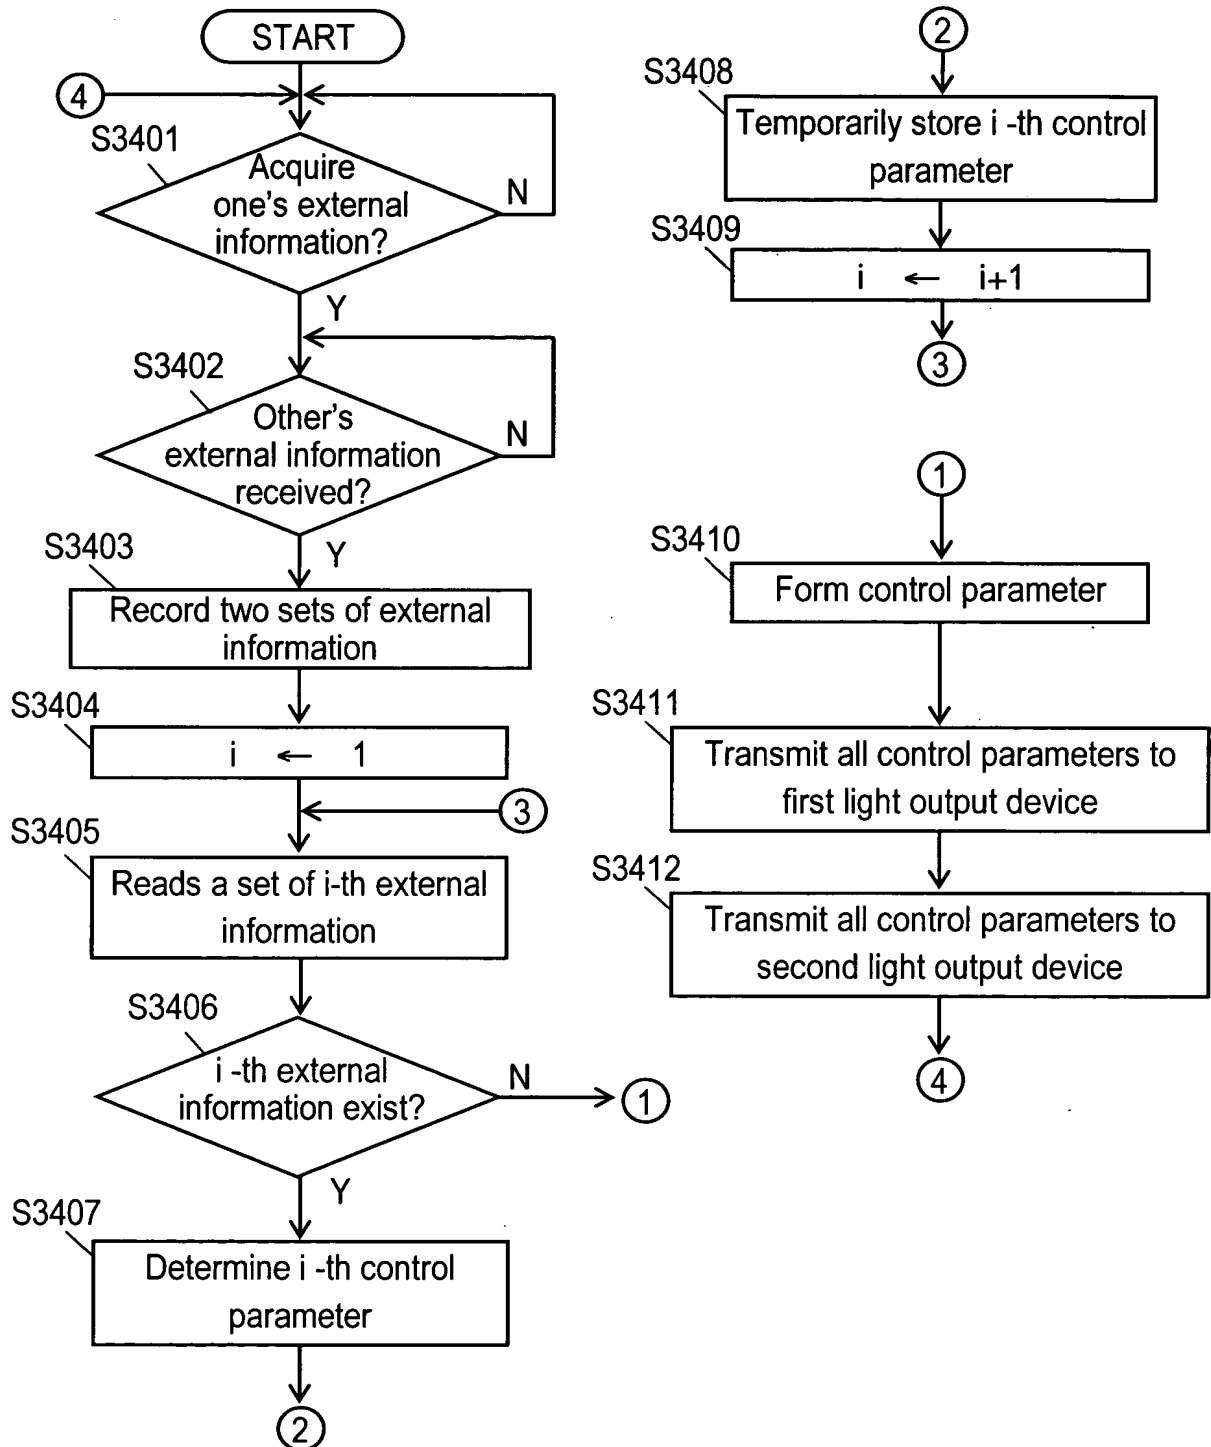 START
4
S3401
Acquire
one's external
information?
N
Y
S3402
Other's
external information
received?
N
Y
S3403
Record two sets of external
information
S3404
i ← 1
3
S3405
Reads a set of i-th external
information
S3406
i -th external
information exist?
N
1
Y
S3407
Determine i -th control
parameter
2
2
S3408
Temporarily store i -th control
parameter
S3409
i ← i+1
3
1
S3410
Form control parameter
S3411
Transmit all control parameters to
first light output device
S3412
Transmit all control parameters to
second light output device
4